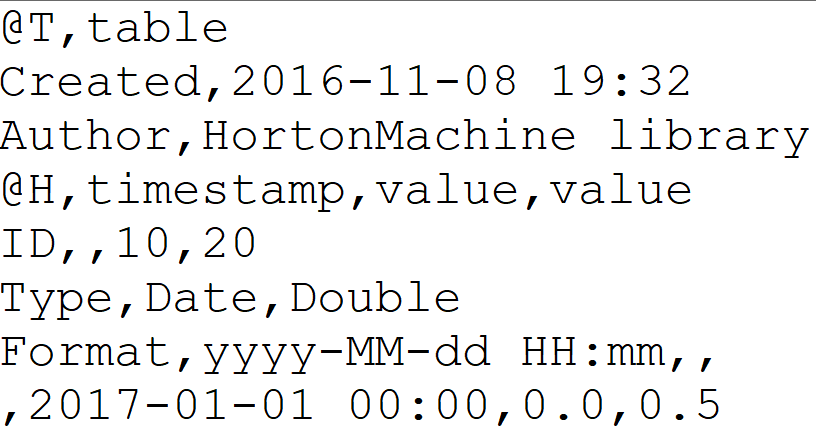 @T,table
Created,2016-11-08 19:32
Author,HortonMachine library
@H,timestamp,value,value
ID,,10,20
Type,Date,Double
Format,yyyy-MM-dd HH:mm,,
,2017-01-01 00:00,0.0,0.5